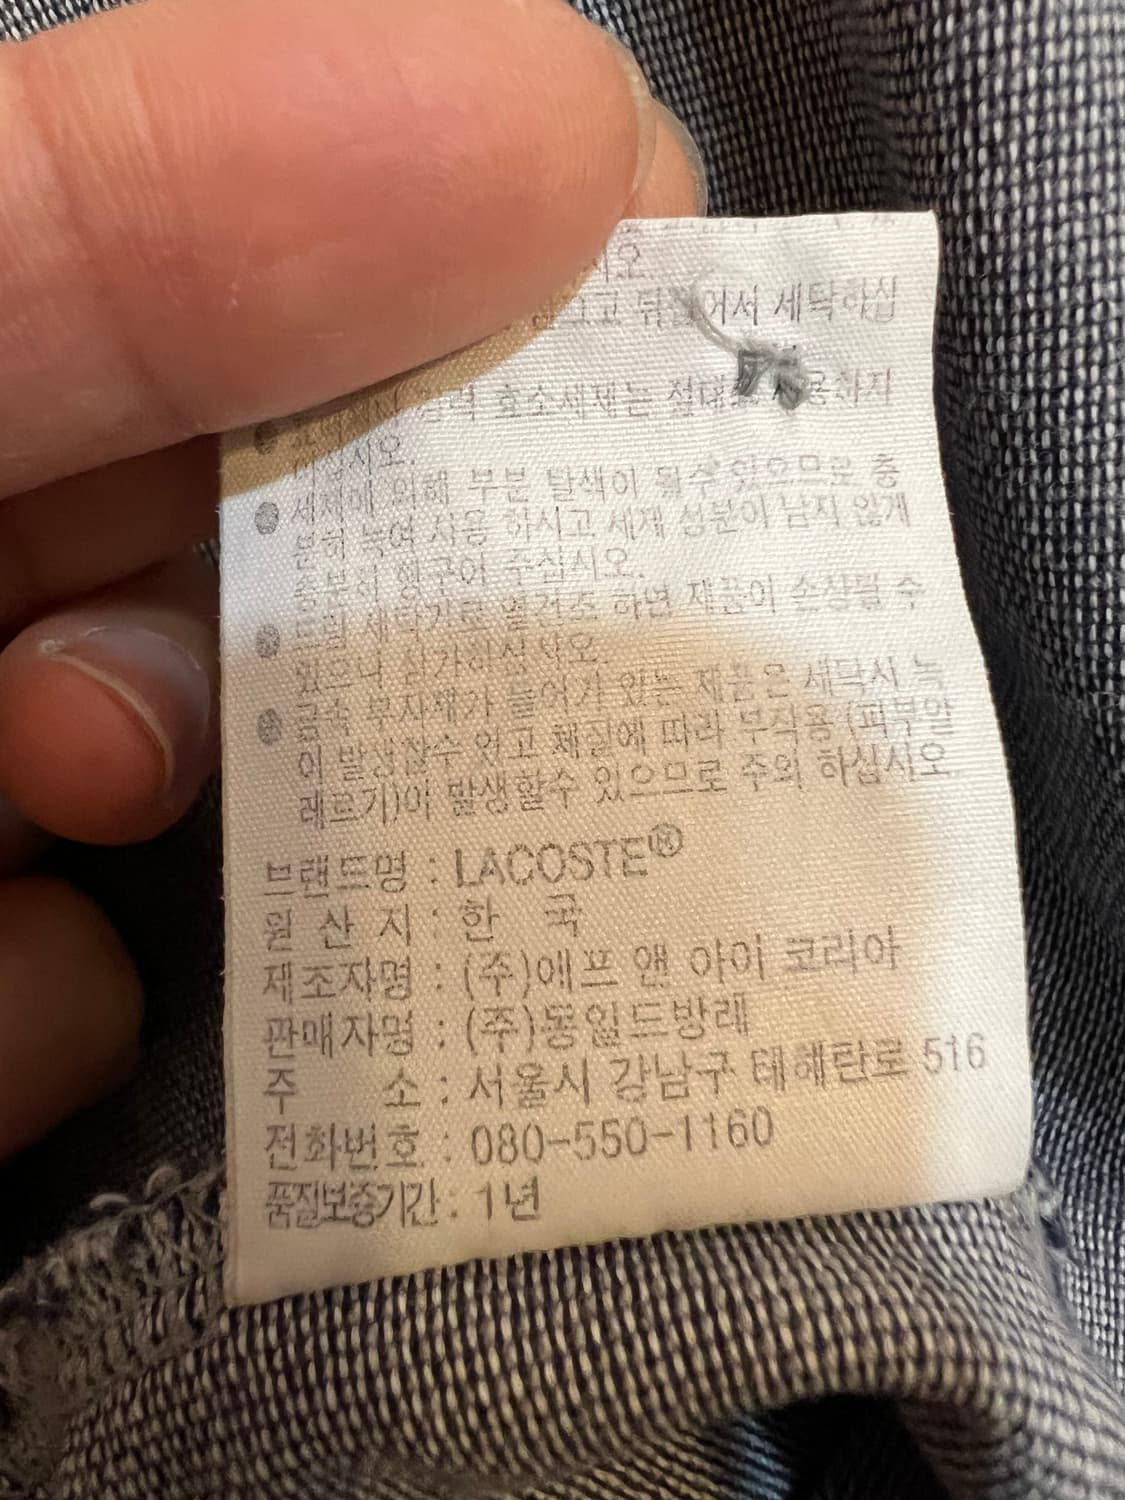 시오
뒤집어서 세탁하십
효소세제는 절대로 사용하지
마십시오.
세제에 의해 부분 탈색이 될수 있으므로 충
분히 녹여 사용 하시고 세제 성분이 남지 않게
충분히 헹구어 주십시오.
드럼 세탁기로 열건조 하면 제품이 손상될 수
있으니 삼가하십시오.
금속 부자재가 들어가 있는 제품은 세탁시 녹
이 발생할수 있고 체질에 따라 부작용(피부알
레르기)이 발생할수 있으므로 주의 하십시오
브랜드명 : LACOSTE®
원 산 지 : 한 국
제조자명 : (주)에프 앤 아이 코리아
판매자명 : (주)동일드방레
주 소 : 서울시 강남구 테헤란로 516
전화번호 : 080-550-1160
품질보증기간 : 1년